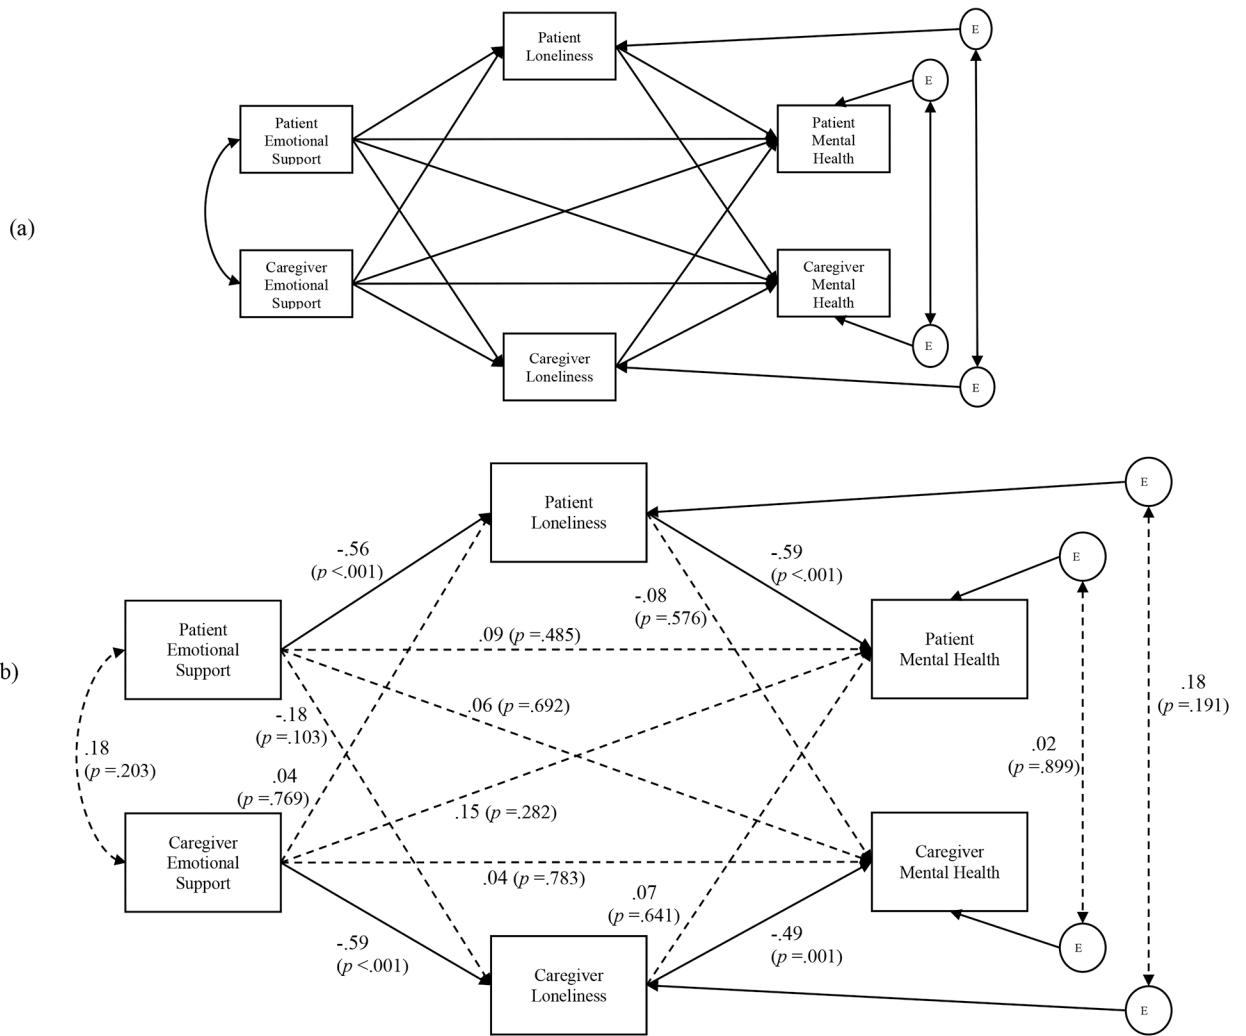 Patient
Loneliness
E
E
Patient
Emotional
Support
Patient
Mental
Health
(a)
Caregiver
Emotional
Support
Caregiver
Mental
Health
E
Caregiver
Loneliness
E
Patient
Loneliness
E
-.56
(p <.001)
-.59
(p <.001)
E
-.08
(p =.576)
Patient
Emotional
Support
.09 (p =.485)
Patient
Mental Health
b)
.18
(p =.191)
.06 (p =.692)
-.18
(p =.103)
.18
(p =.203)
.02
(p =.899)
.04
(p =.769)
.15 (p =.282)
Caregiver
Emotional
Support
Caregiver
Mental Health
.04 (p =.783)
.07
(p =.641)
-.59
(p <.001)
-.49
(p =.001)
E
Caregiver
Loneliness
E